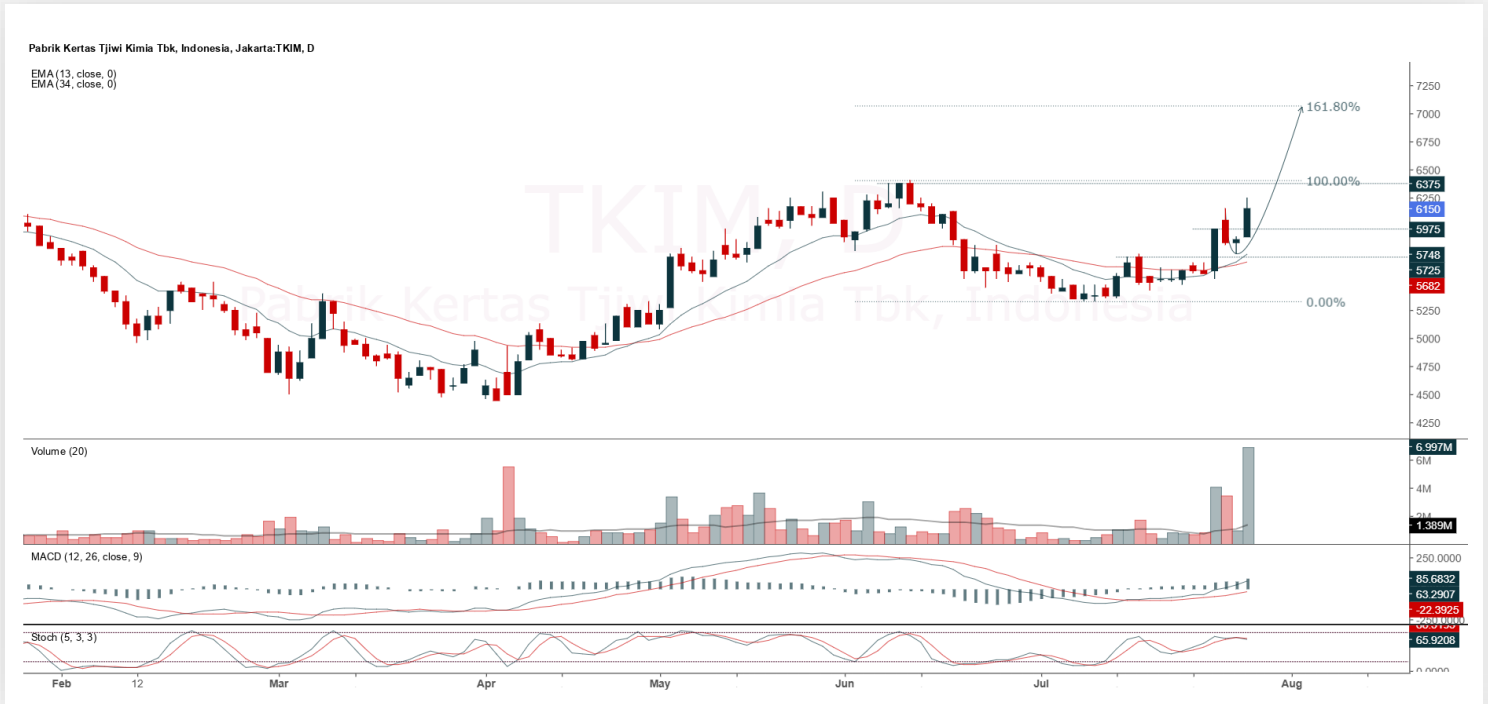 Pabrik Kertas Tjiwi Kimia Tbk, Indonesia, Jakarta:TKIM, D
EMA (13, close, 0)
EMA (34, close, 0)
TKIM, D
Pabrik Kertas Tjiwi Kimia Tbk, Indonesia
161.80%
100.00%
0.00%
7250
7000
6750
6500
6375
6250
6150
5975
5748
5725
5682
5250
5000
4750
4500
4250
Volume (20)
6.997M
6M
4M
2M
1.389M
MACD (12, 26, close, 9)
250.0000
85.6832
63.2907
-22.3925
-250.0000
Stoch (5, 3, 3)
65.9208
0.0000
Feb 12 Mar Apr May Jun Jul Aug